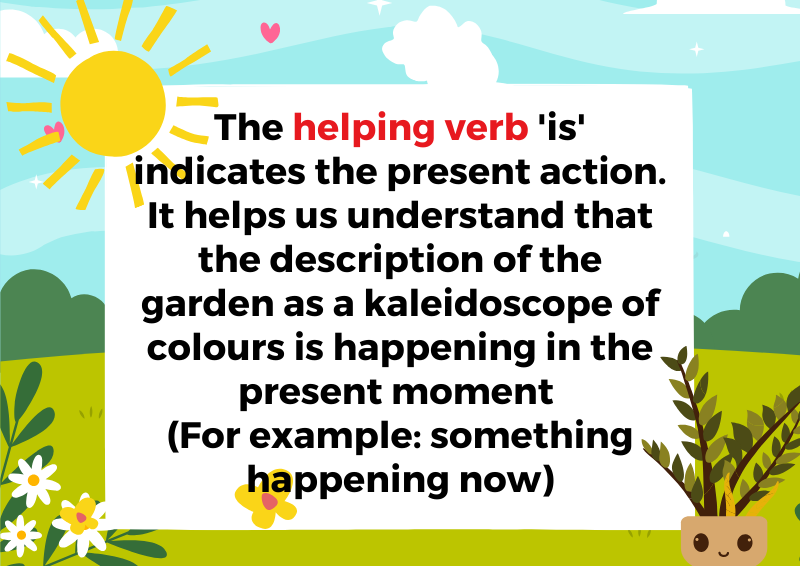 The helping verb 'is'
indicates the present action.
It helps us understand that
the description of the
garden as a kaleidoscope of
colours is happening in the
present moment
(For example: something
happening now)